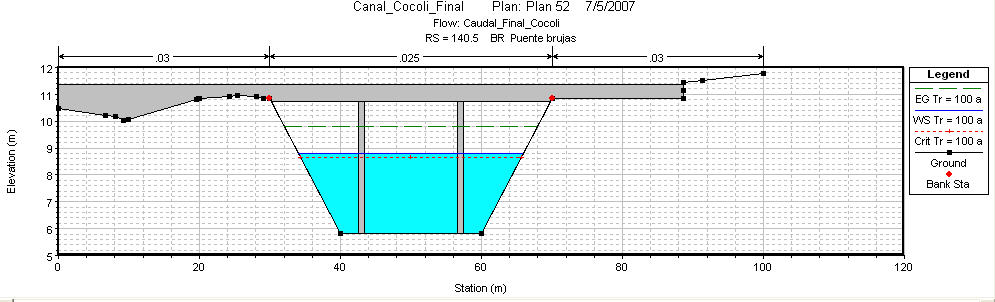 Canal_Cocoli_Final Plan: Plan 52 7/5/2007
Flow: Caudal_Final_Cocoli
RS = 140.5 BR Puente brujas
.03 .025 .03
12
11
10
9
8
7
6
5
Elevation (m)
0 20 40 60 80 100 120
Station (m)
Legend
EG Tr = 100 a
WS Tr = 100 a
Crit Tr = 100 a
Ground
Bank Sta